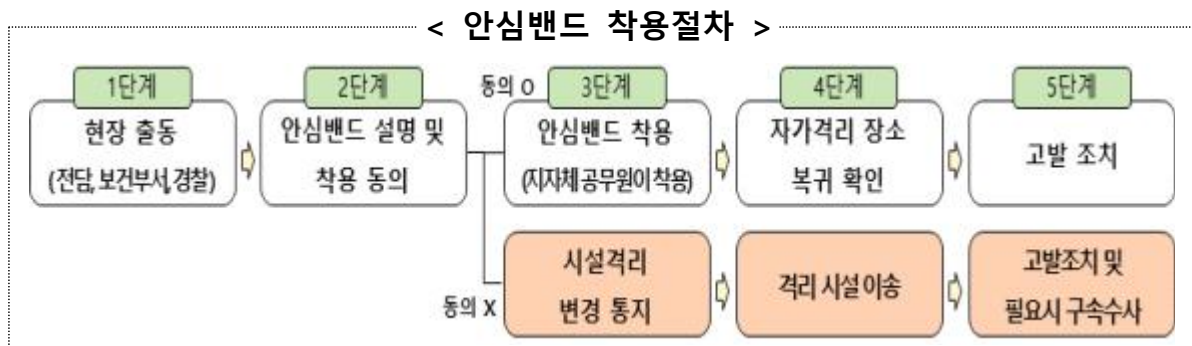 < 안심밴드 착용절차 >
1단계
현장 출동
(전담,보건부서,경찰)
2단계
안심밴드 설명 및
착용 동의
동의 O
3단계
안심밴드 착용
(지자체 공무원이 착용)
4단계
자가격리 장소
복귀 확인
5단계
고발 조치
동의 X
시설격리
변경 통지
격리 시설 이송
고발조치 및
필요시 구속수사